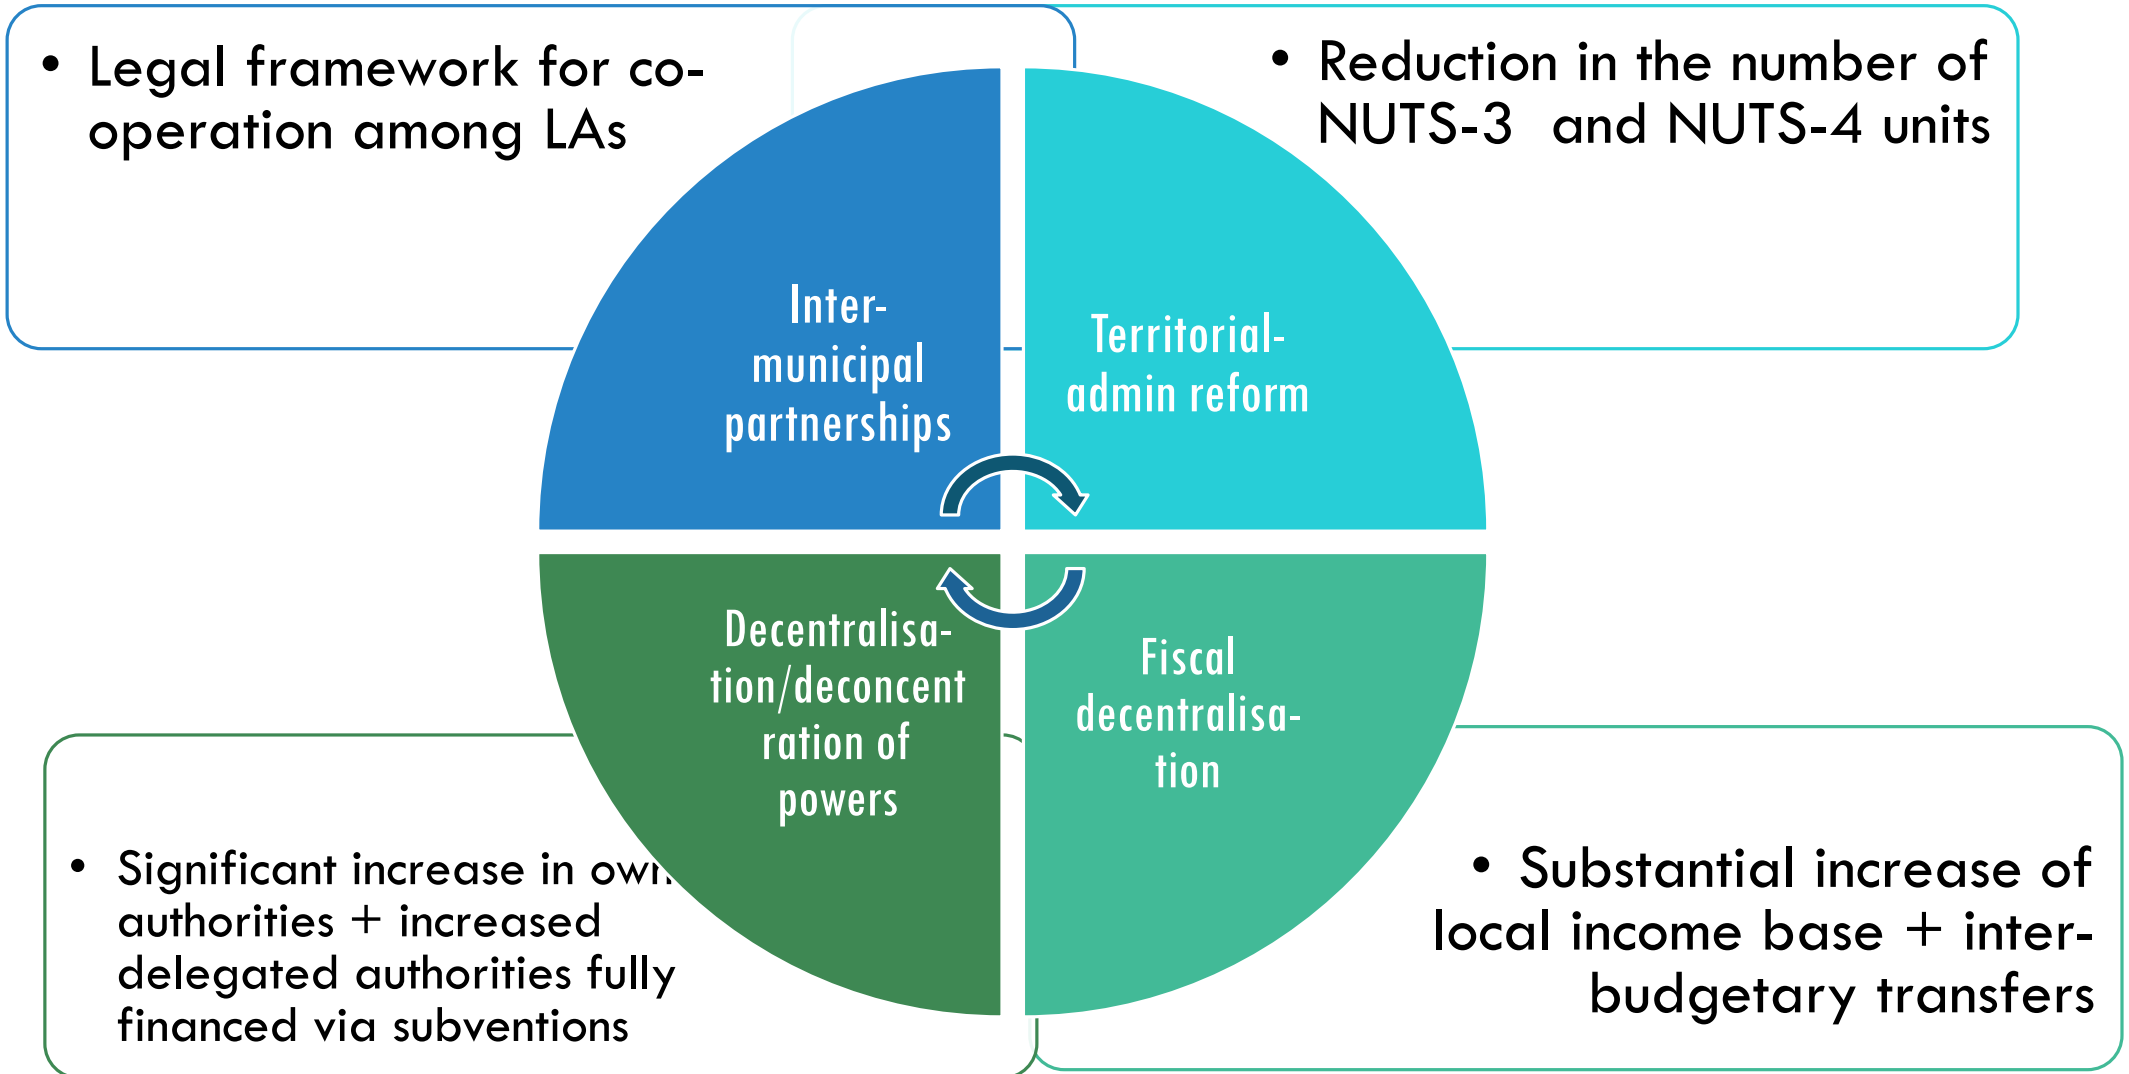 • Legal framework for co-
operation among LAs
• Reduction in the number of
NUTS-3 and NUTS-4 units
Inter-
municipal
partnerships
Territorial-
admin reform
Decentralisa-
tion/deconcent
ration of
powers
Fiscal
decentralisa-
tion
• Significant increase in own
authorities + increased
delegated authorities fully
financed via subventions
• Substantial increase of
local income base + inter-
budgetary transfers